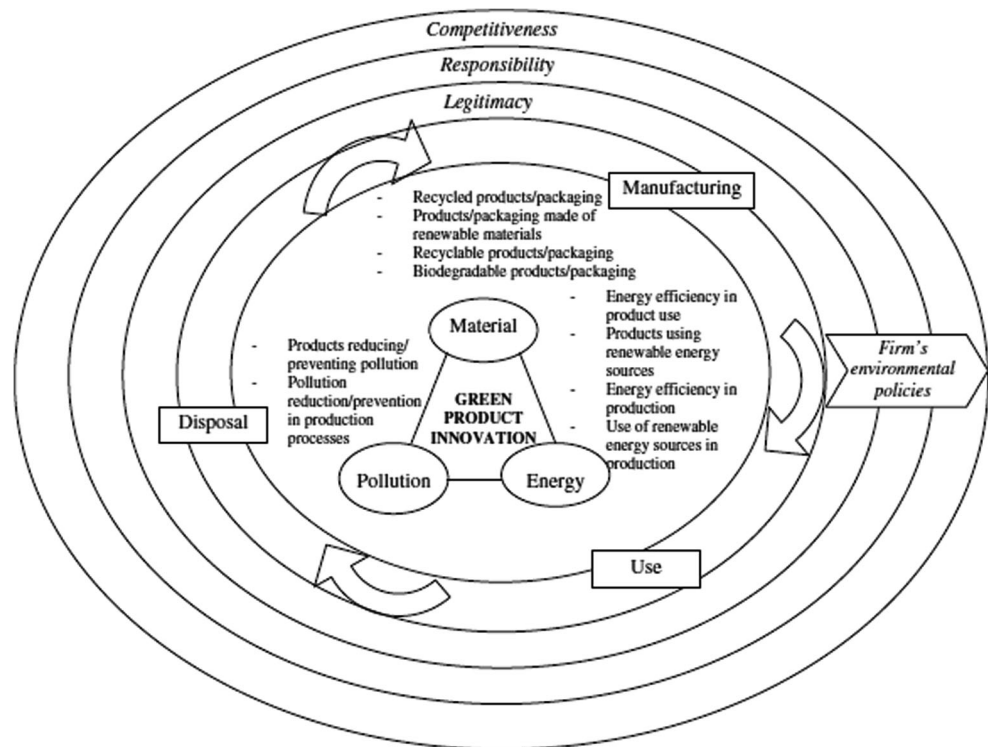 Competitiveness
Responsibility
Legitimacy
Manufacturing
- Recycled products/packaging
- Products/packaging made of
renewable materials
- Recyclable products/packaging
- Biodegradable products/packaging
- Energy efficiency in
product use
- Products using
renewable energy
sources
- Energy efficiency in
production
- Use of renewable
energy sources in
production
Firm's
environmental
policies
- Products reducing/
preventing pollution
- Pollution
reduction/prevention
in production
processes
Disposal
Material
GREEN
PRODUCT
INNOVATION
Pollution
Energy
Use